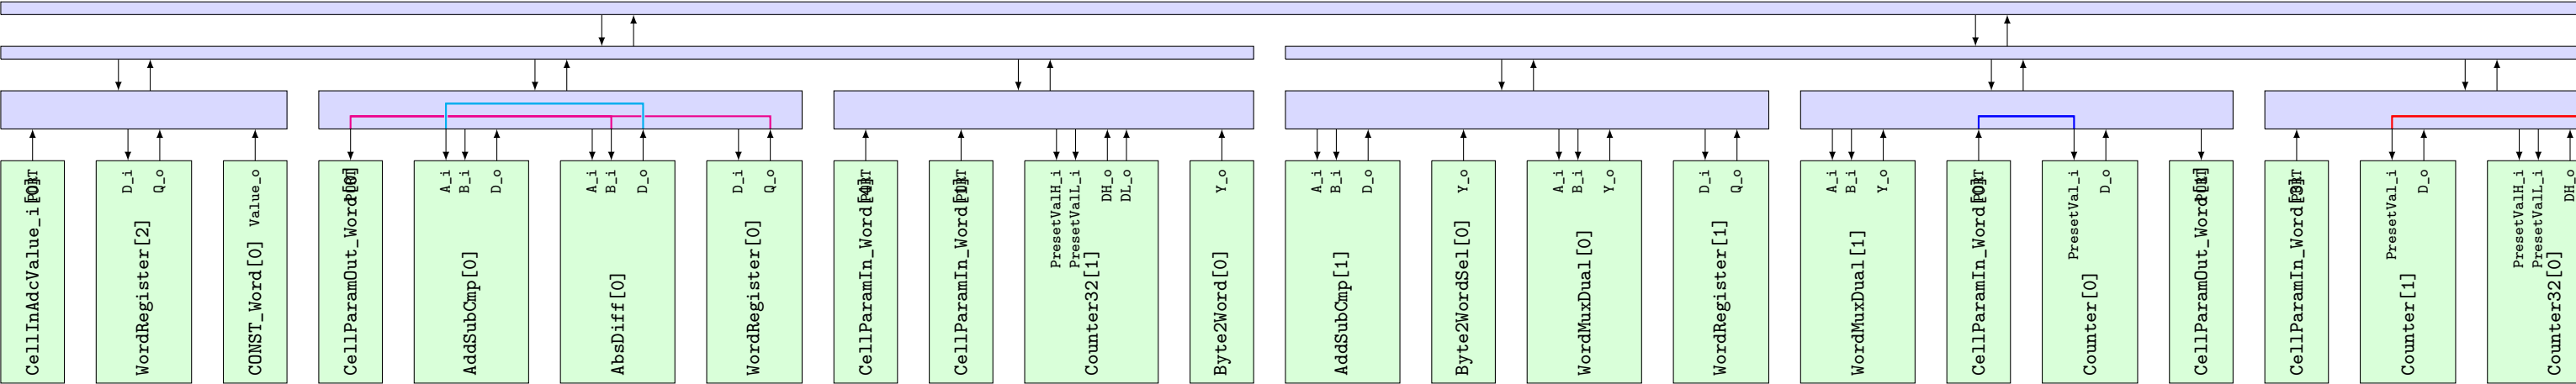 PORT
CellInAdcValue_i[0]
D_i
Q_o
WordRegister[2]
Value_o
CONST_Word[0]
PORT
CellParamOut_Word[0]
A_i
B_i
D_o
AddSubCmp[0]
A_i
B_i
D_o
AbsDiff[0]
D_i
Q_o
WordRegister[0]
PORT
CellParamIn_Word[4]
PORT
CellParamIn_Word[1]
PresetValH_i
PresetValL_i
DH_o
DL_o
Counter32[1]
Y_o
Byte2Word[0]
A_i
B_i
D_o
AddSubCmp[1]
Y_o
Byte2WordSel[0]
A_i
B_i
Y_o
WordMuxDual[0]
D_i
Q_o
WordRegister[1]
A_i
B_i
Y_o
WordMuxDual[1]
PORT
CellParamIn_Word[0]
PresetVal_i
D_o
Counter[0]
PORT
CellParamOut_Word[1]
PORT
CellParamIn_Word[3]
PresetVal_i
D_o
Counter[1]
PresetValH_i
PresetValL_i
DH_o
Counter32[0]